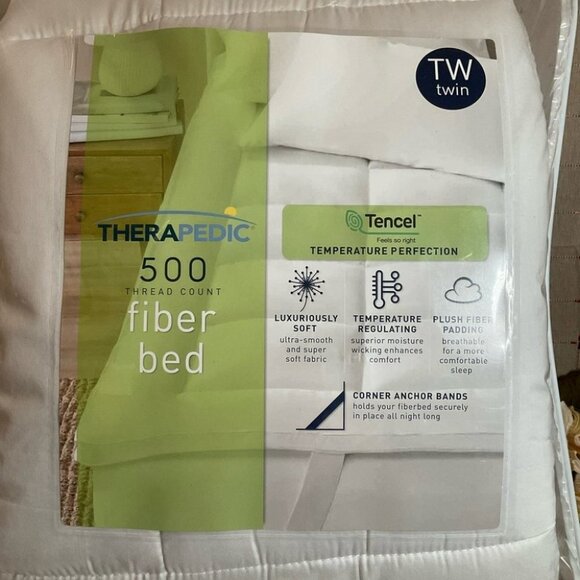 TW
twin
THERAPEDIC
500
THREAD COUNT
fiber
bed
Tencel™
Feels so right
TEMPERATURE PERFECTION
LUXURIOUSLY
SOFT
ultra-smooth
and super
soft fabric
TEMPERATURE
REGULATING
superior moisture
wicking enhances
comfort
PLUSH FIBER
PADDING
breathable
for a more
comfortable
sleep
CORNER ANCHOR BANDS
holds your fiberbed securely
in place all night long